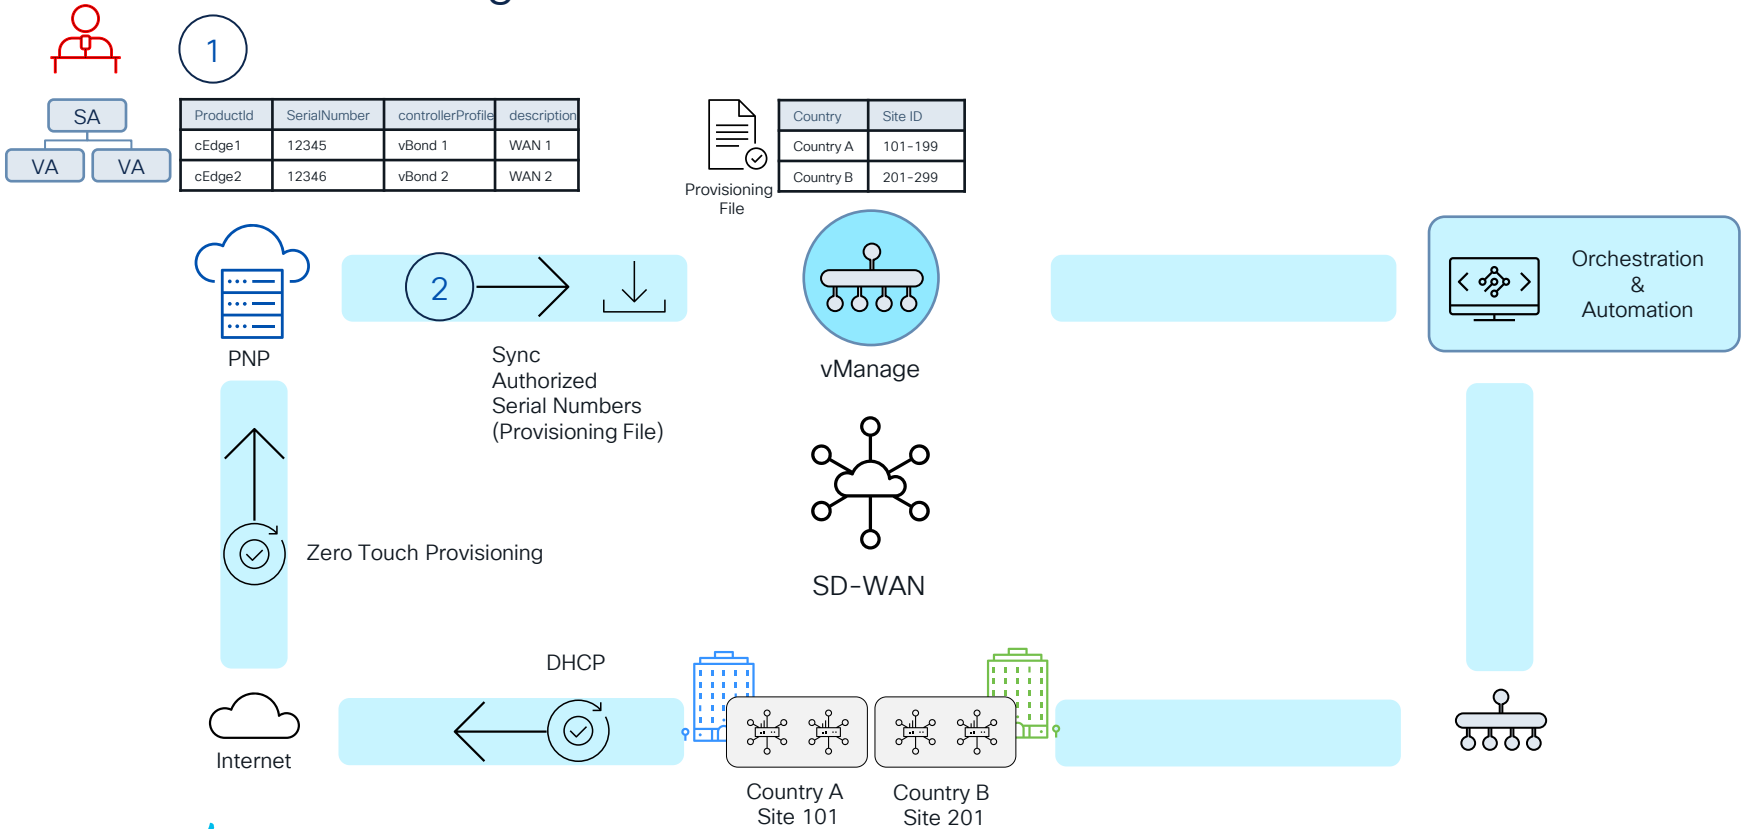 g
1
SA
VA VA
ProductId SerialNumber controllerProfile description
cEdge1 12345 vBond 1 WAN 1
cEdge2 12346 vBond 2 WAN 2
Provisioning
File
Country Site ID
Country A 101-199
Country B 201-299
PNP
2
Sync
Authorized
Serial Numbers
(Provisioning File)
vManage
Orchestration
&
Automation
Zero Touch Provisioning
SD-WAN
DHCP
Internet
Country A
Site 101
Country B
Site 201